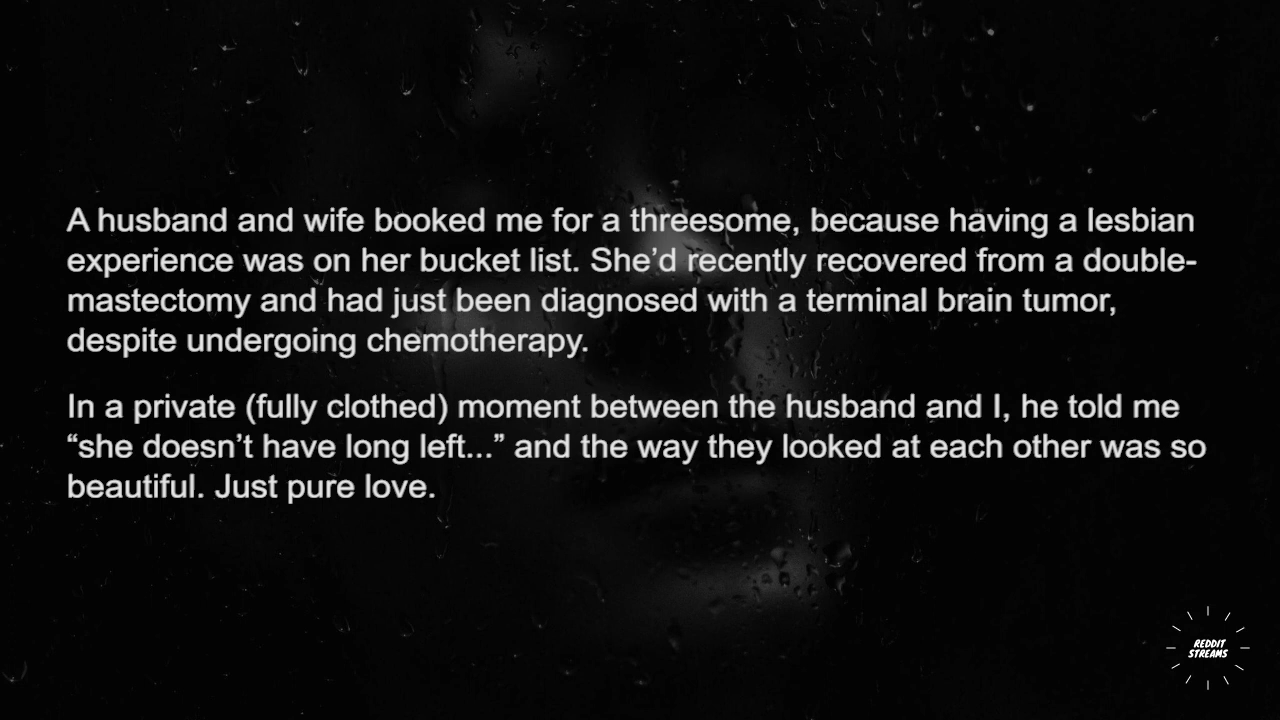 A husband and wife booked me for a threesome, because having a lesbian
experience was on her bucket list. She’d recently recovered from a double-
mastectomy and had just been diagnosed with a terminal brain tumor,
despite undergoing chemotherapy.
In a private (fully clothed) moment between the husband and I, he told me
“she doesn’t have long left...” and the way they looked at each other was so
beautiful. Just pure love.
REDDIT
STREAMS